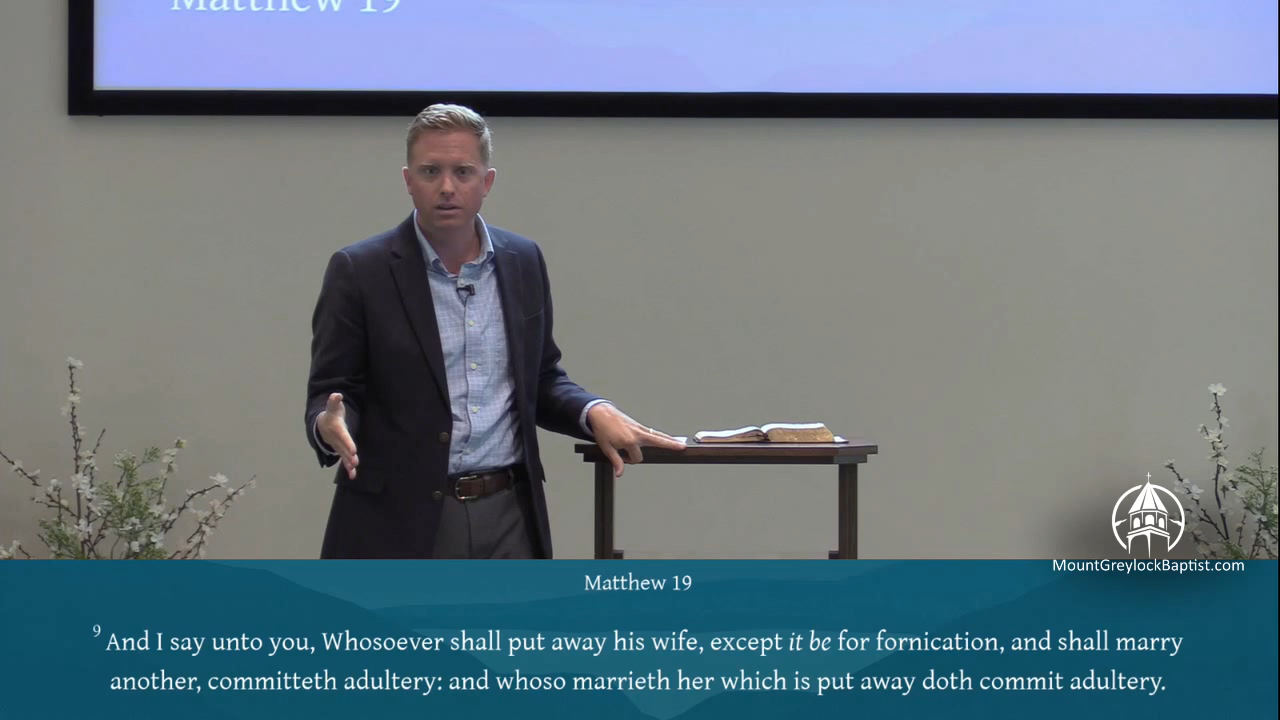 Matthew 19
MountGreylockBaptist.com
Matthew 19
9 And I say unto you, Whosoever shall put away his wife, except it be for fornication, and shall marry
another, committeth adultery: and whoso marrieth her which is put away doth commit adultery.